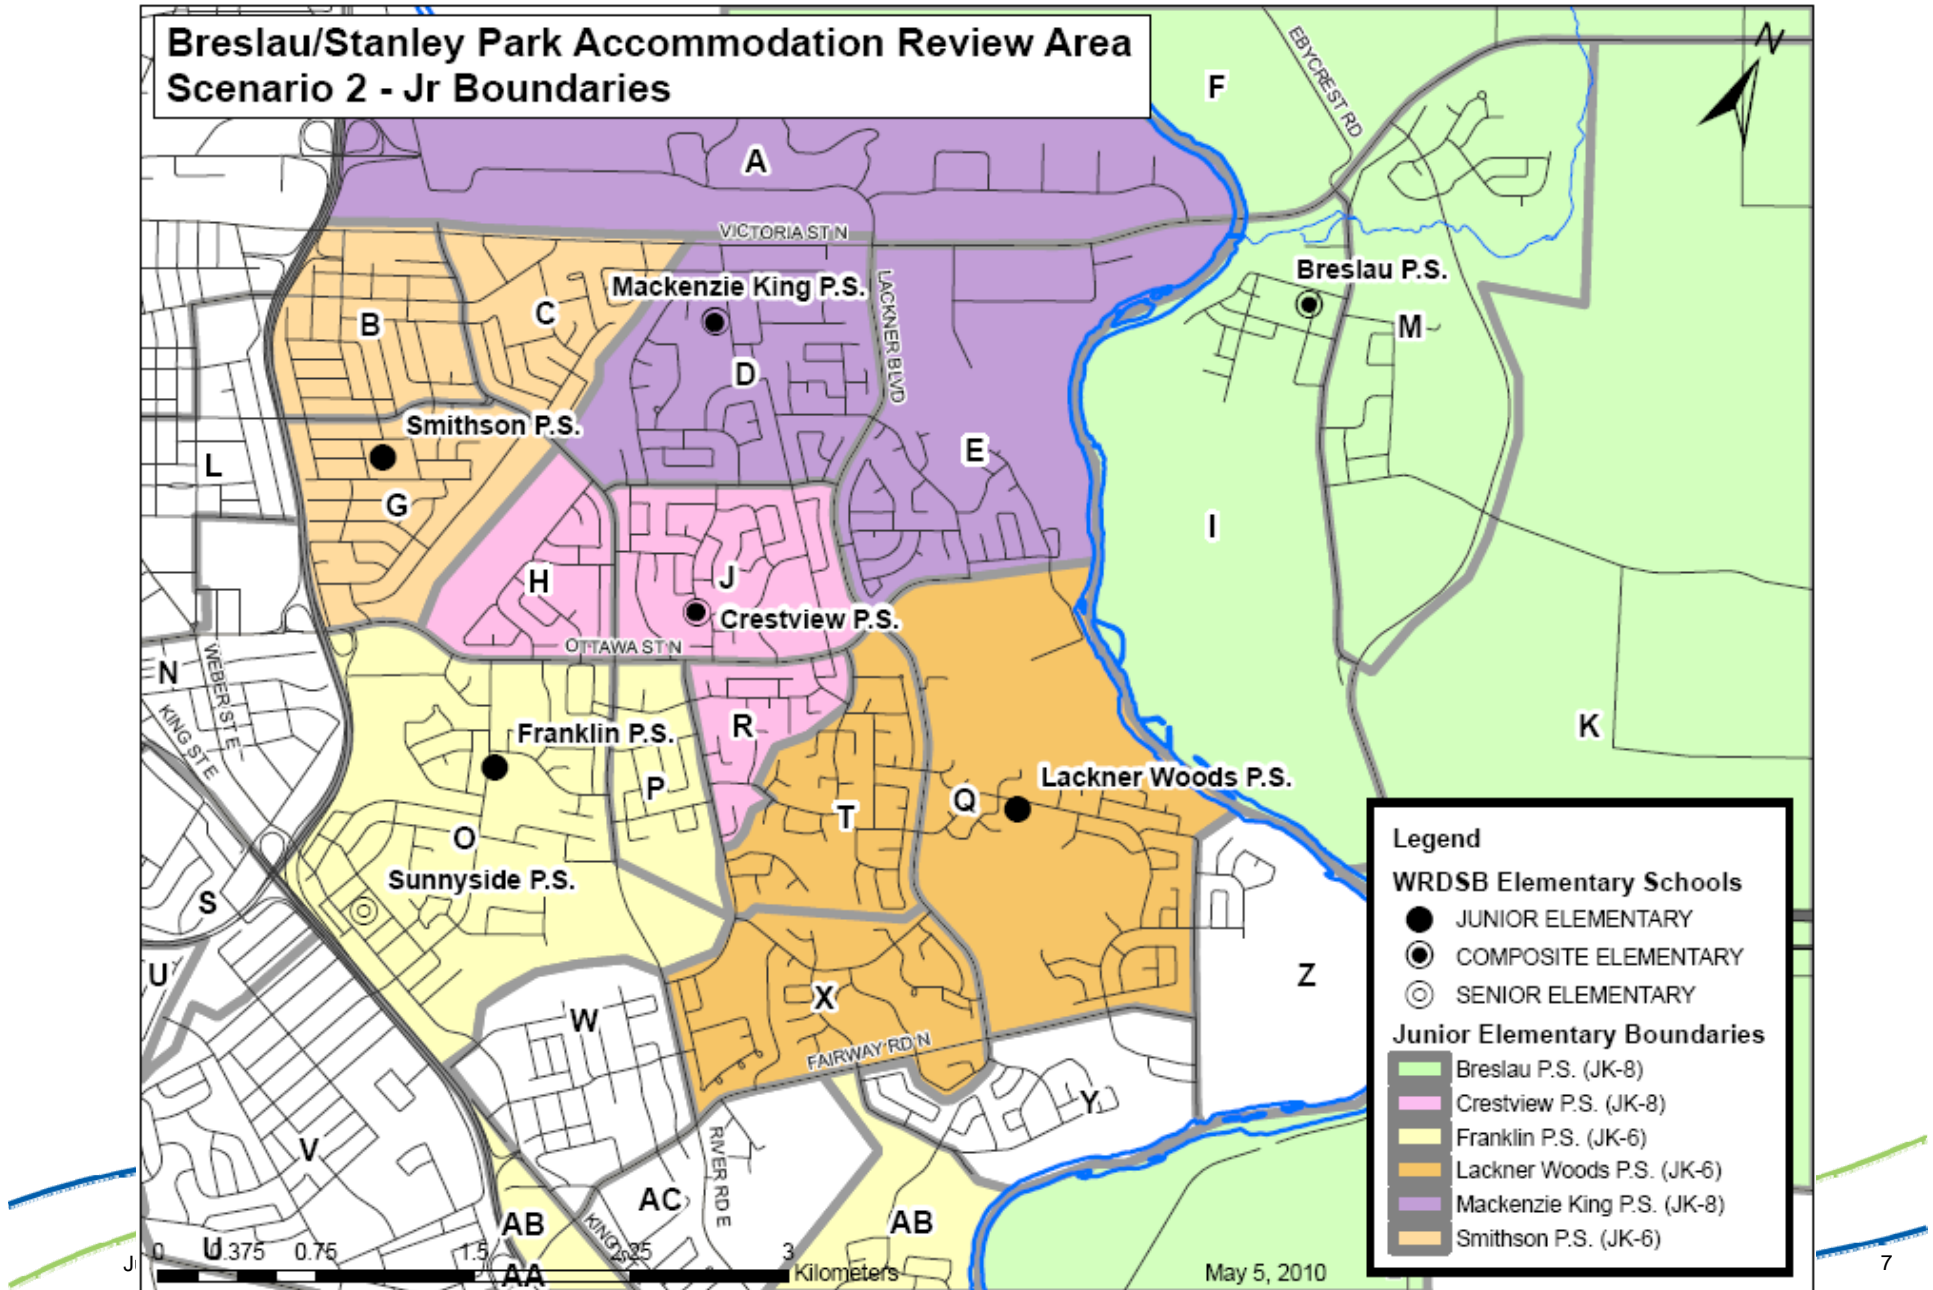 Breslau/Stanley Park Accommodation Review Area
Scenario 2 - Jr Boundaries
N
F
EBYCREST RD
A
VICTORIA ST N
Mackenzie King P.S.
Breslau P.S.
LACKNER BLVD
B
C
M
D
Smithson P.S.
L
E
G
I
H
J
Crestview P.S.
OTTAWA ST N
N
WEBER ST E
KING ST E
R
K
Franklin P.S.
P
Lackner Woods P.S.
Q
T
O
Sunnyside P.S.
S
U
Z
X
W
FAIRWAY RD N
Y
V
RIVER RD E
AC
AB
AB
KING ST E
U
AA
0 0.375 0.75 1.5 2.25 3
Kilometers
May 5, 2010
Legend
WRDSB Elementary Schools
JUNIOR ELEMENTARY
COMPOSITE ELEMENTARY
SENIOR ELEMENTARY
Junior Elementary Boundaries
Breslau P.S. (JK-8)
Crestview P.S. (JK-8)
Franklin P.S. (JK-6)
Lackner Woods P.S. (JK-6)
Mackenzie King P.S. (JK-8)
Smithson P.S. (JK-6)
7